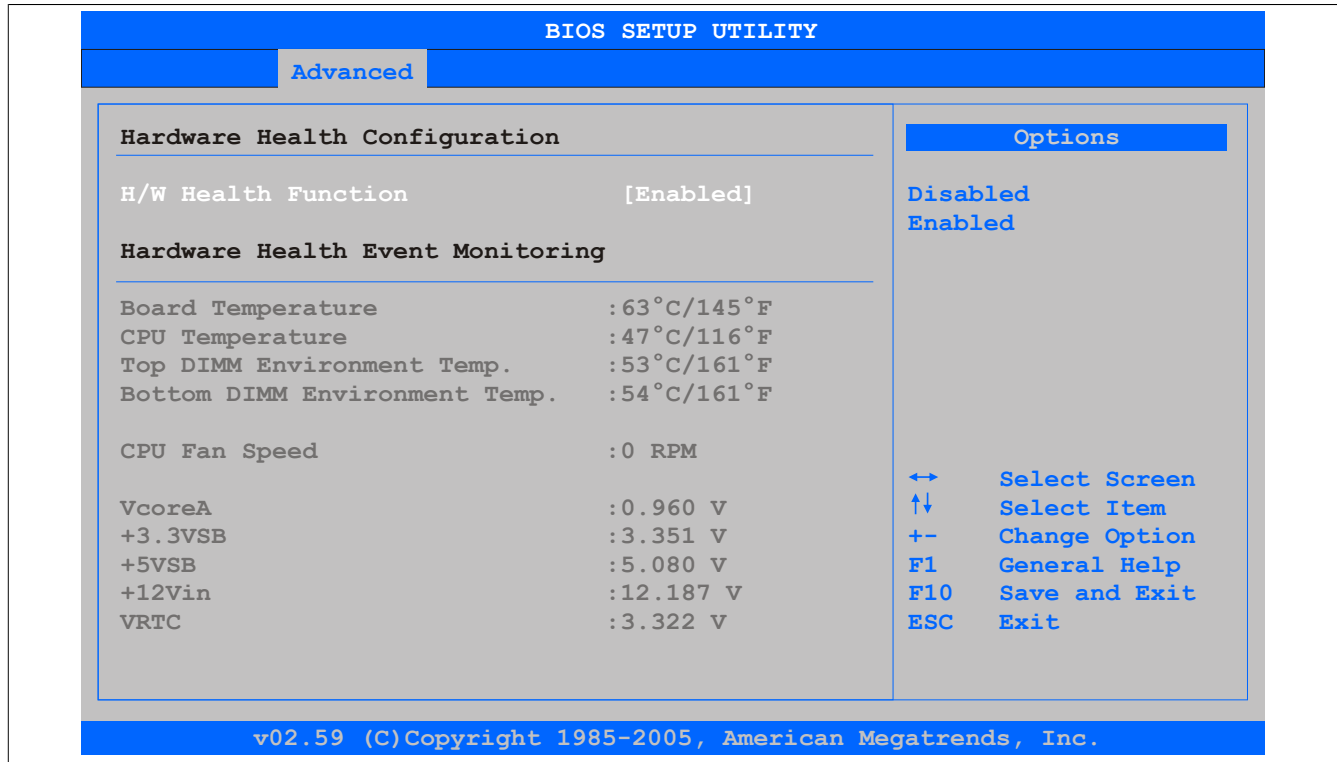 BIOS SETUP UTILITY
Advanced
Hardware Health Configuration
H/W Health Function [Enabled]
Hardware Health Event Monitoring
Board Temperature :63°C/145°F
CPU Temperature :47°C/116°F
Top DIMM Environment Temp. :53°C/161°F
Bottom DIMM Environment Temp. :54°C/161°F
CPU Fan Speed :0 RPM
VcoreA :0.960 V
+3.3VSB :3.351 V
+5VSB :5.080 V
+12Vin :12.187 V
VRTC :3.322 V
Options
Disabled
Enabled
↔ Select Screen
↑↓ Select Item
+- Change Option
F1 General Help
F10 Save and Exit
ESC Exit
v02.59 (C)Copyright 1985-2005, American Megatrends, Inc.